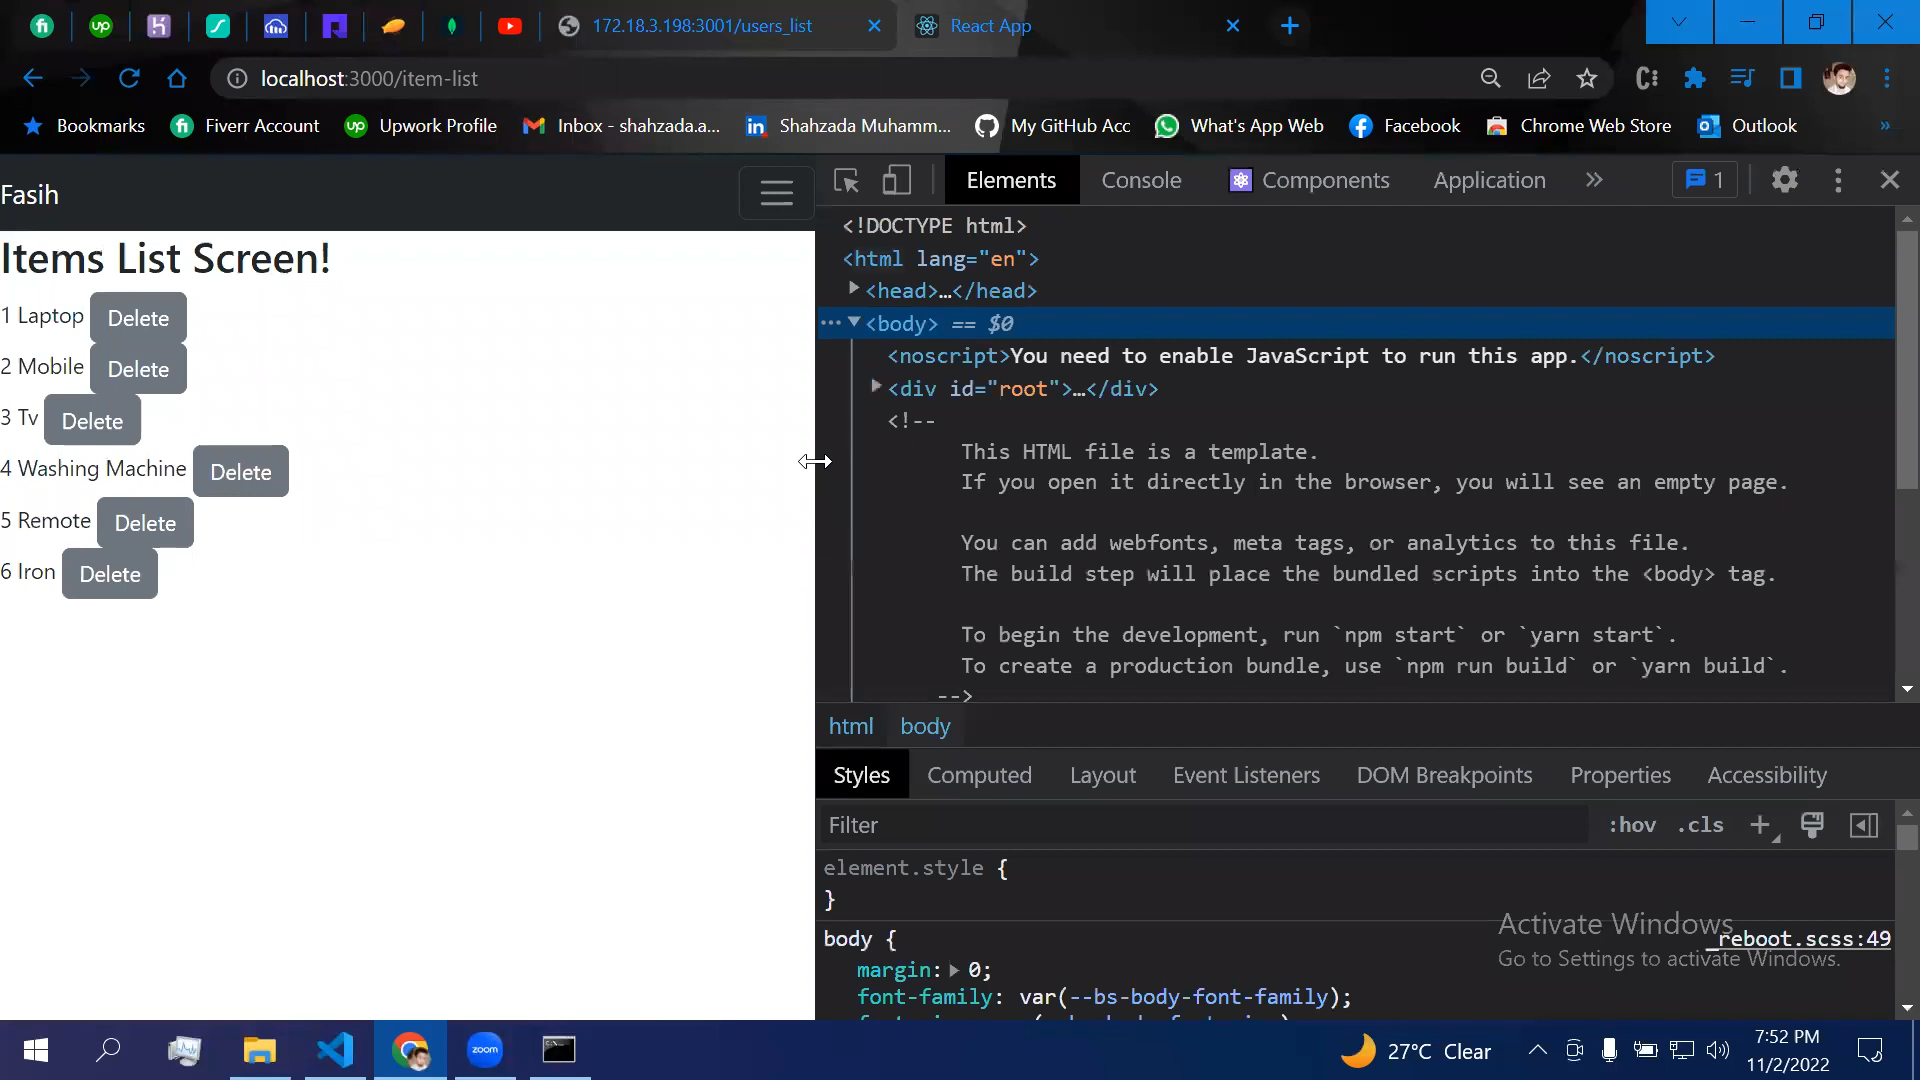 172.18.3.198:3001/users_list
React App
localhost:3000/item-list
Bookmarks
Fiverr Account
Upwork Profile
Inbox - shahzada.a...
Shahzada Muhamm...
My GitHub Acc
What's App Web
Facebook
Chrome Web Store
Outlook
»
Fasih
Items List Screen!
1 Laptop Delete
2 Mobile Delete
3 Tv Delete
4 Washing Machine Delete
5 Remote Delete
6 Iron Delete
Elements
Console
Components
Application
»
1
<!DOCTYPE html>
<html lang="en">
<head>…</head>
<body> == $0
<noscript>You need to enable JavaScript to run this app.</noscript>
<div id="root">…</div>
<!--
This HTML file is a template.
If you open it directly in the browser, you will see an empty page.
You can add webfonts, meta tags, or analytics to this file.
The build step will place the bundled scripts into the <body> tag.
To begin the development, run `npm start` or `yarn start`.
To create a production bundle, use `npm run build` or `yarn build`.
-->
html body
Styles
Computed
Layout
Event Listeners
DOM Breakpoints
Properties
Accessibility
Filter
:hov .cls
element.style {
}
body {
_reboot.scss:49
margin: 0;
font-family: var(--bs-body-font-family);
Activate Windows
Go to Settings to activate Windows.
zoom
27°C Clear
7:52 PM
11/2/2022